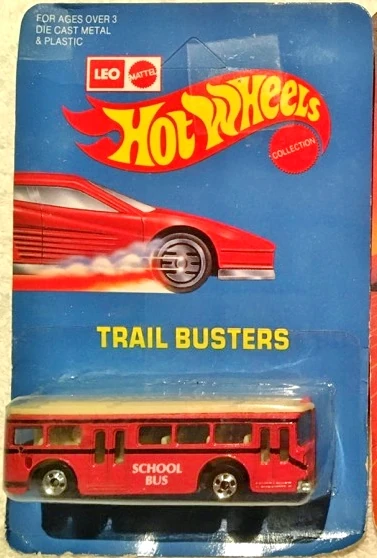 FOR AGES OVER 3
DIE CAST METAL
& PLASTIC
LEO
MATTEL
Hot Wheels
COLLECTION
TRAIL BUSTERS
SCHOOL
BUS